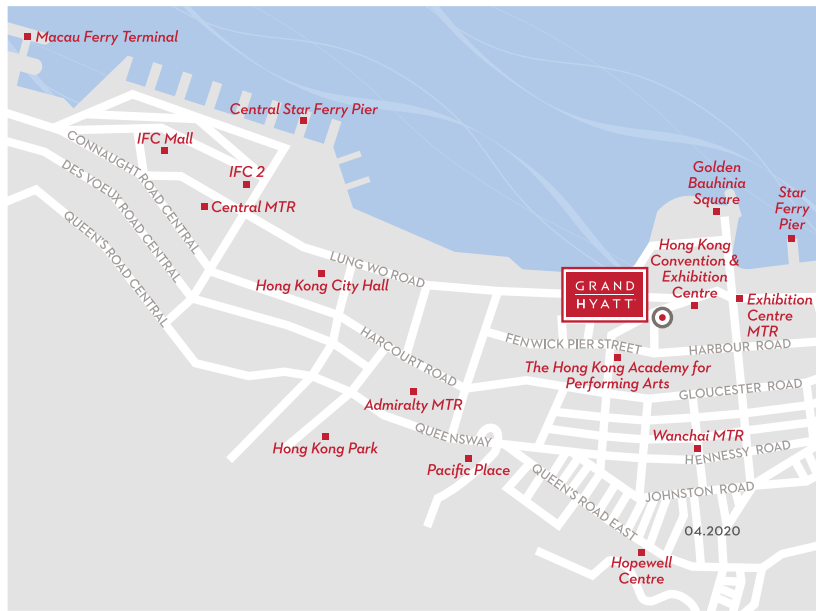 Macau Ferry Terminal
Central Star Ferry Pier
IFC Mall
CONNAUGHT ROAD CENTRAL
DES VOEUX ROAD CENTRAL
QUEEN'S ROAD CENTRAL
IFC 2
Central MTR
Golden
Bauhinia
Square
Star
Ferry
Pier
LUNG WO ROAD
Hong Kong City Hall
Hong Kong
Convention &
Exhibition
Centre
GRAND
HYATT
Exhibition
Centre
MTR
HARCOURT ROAD
FENWICK PIER STREET
HARBOUR ROAD
The Hong Kong Academy for
Performing Arts
GLOUCESTER ROAD
Admiralty MTR
QUEENSWAY
Hong Kong Park
Pacific Place
Wanchai MTR
HENNESSY ROAD
QUEEN'S ROAD EAST
JOHNSTON ROAD
04.2020
Hopewell
Centre